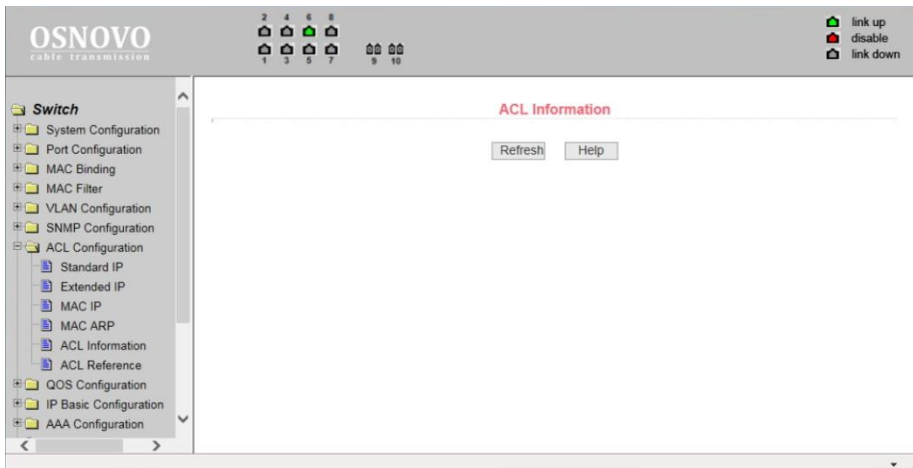 OSNOVO
cable transmission
2 4 6 8
1 3 5 7 9 10
link up
disable
link down
Switch
System Configuration
Port Configuration
MAC Binding
MAC Filter
VLAN Configuration
SNMP Configuration
ACL Configuration
Standard IP
Extended IP
MAC IP
MAC ARP
ACL Information
ACL Reference
QOS Configuration
IP Basic Configuration
AAA Configuration
ACL Information
Refresh Help